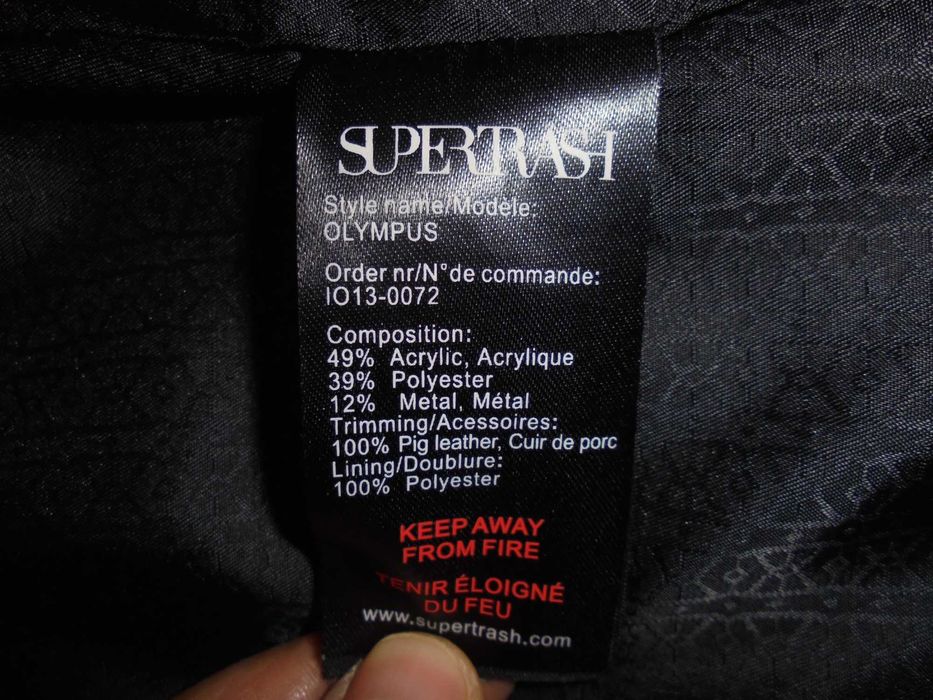 SUPERTRASH
Style name/Modèle:
OLYMPUS
Order nr/N°de commande:
IO13-0072
Composition:
49% Acrylic, Acrylique
39% Polyester
12% Metal, Métal
Trimming/Acessoires:
100% Pig leather, Cuir de porc
Lining/Doublure:
100% Polyester
KEEP AWAY
FROM FIRE
TENIR ÉLOIGNÉ
DU FEU
www.supertrash.com